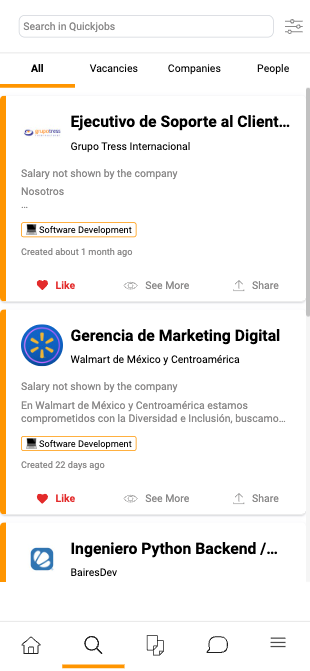 Search in Quickjobs
All
Vacancies
Companies
People
grupotress
Ejecutivo de Soporte al Client...
Grupo Tress Internacional
Salary not shown by the company
Nosotros
...
Software Development
Created about 1 month ago
Like
See More
Share
Gerencia de Marketing Digital
Walmart de México y Centroamérica
Salary not shown by the company
En Walmart de México y Centroamérica estamos
comprometidos con la Diversidad e Inclusión, buscamo...
Software Development
Created 22 days ago
Like
See More
Share
Ingeniero Python Backend /...
BairesDev